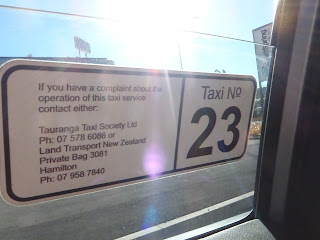 If you have a complaint about the
operation of this taxi service
contact either:
Tauranga Taxi Society Ltd
Ph: 07 578 6086 or
Land Transport New Zealand
Private Bag 3081
Hamilton
Ph: 07 958 7840
Taxi Nº
23